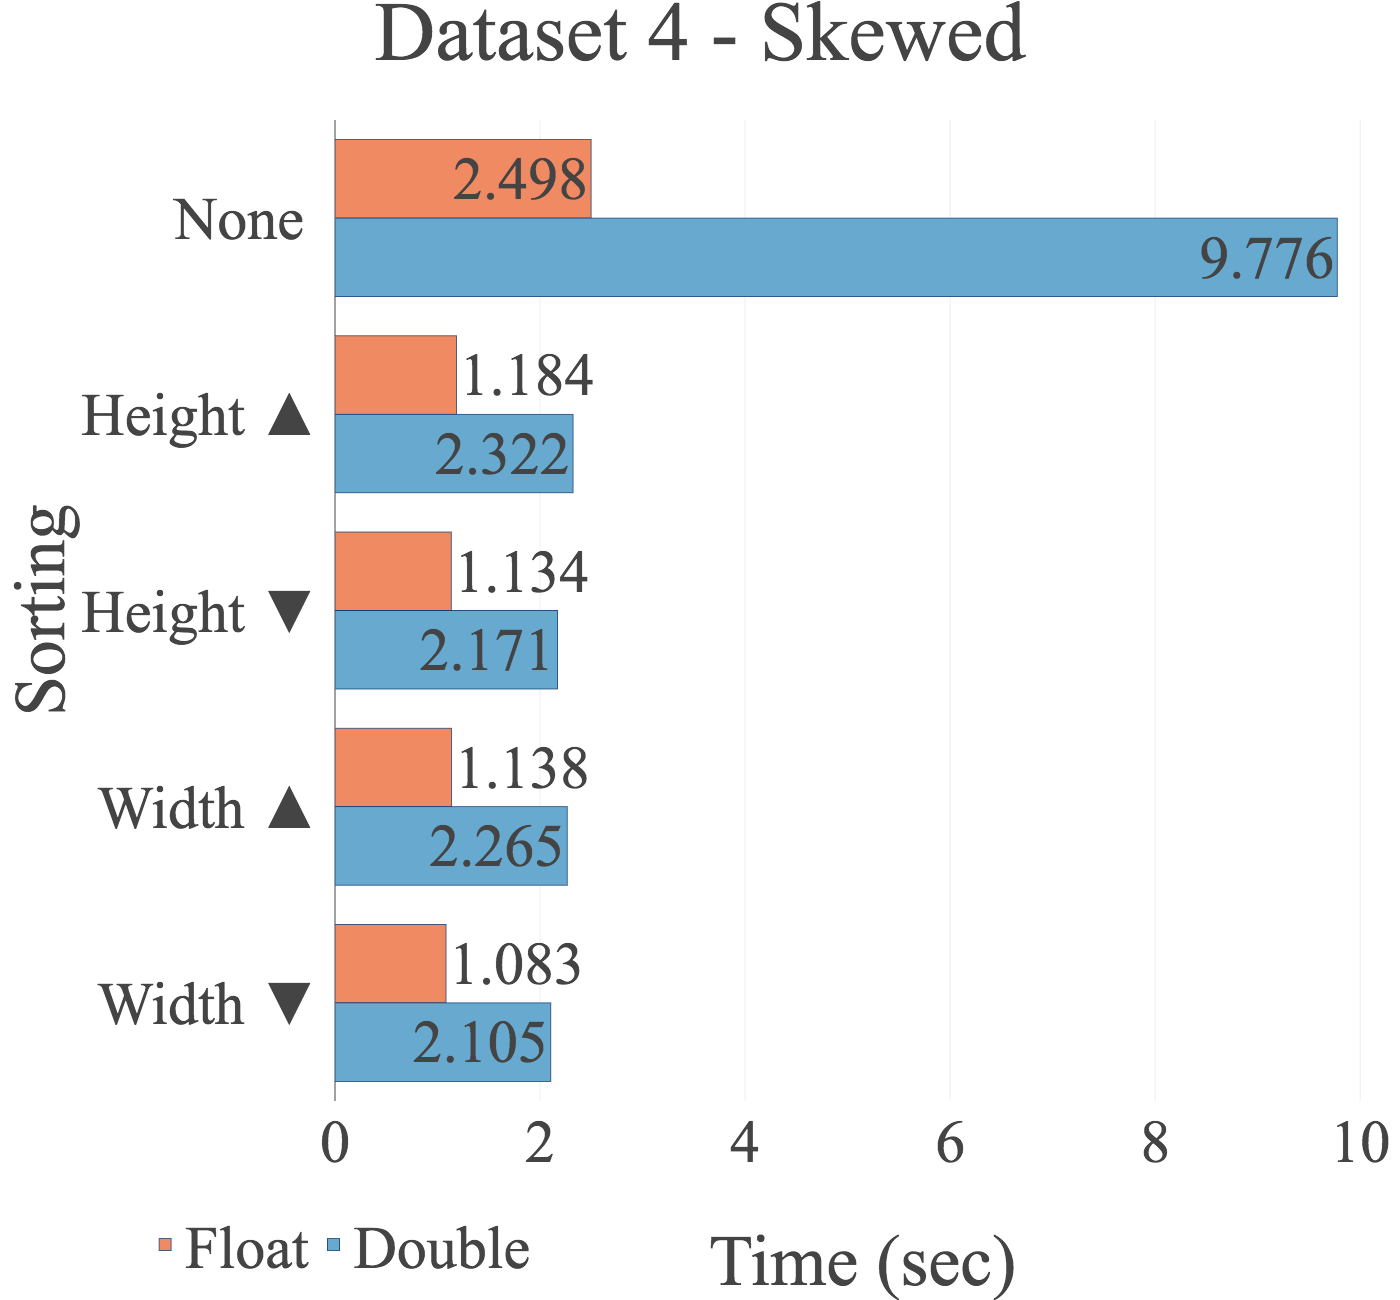 Dataset 4 - Skewed
None
2.498
9.776
Height ▲
1.184
2.322
Height ▼
1.134
2.171
Width ▲
1.138
2.265
Width ▼
1.083
2.105
Sorting
0 2 4 6 8 10
Float Double
Time (sec)